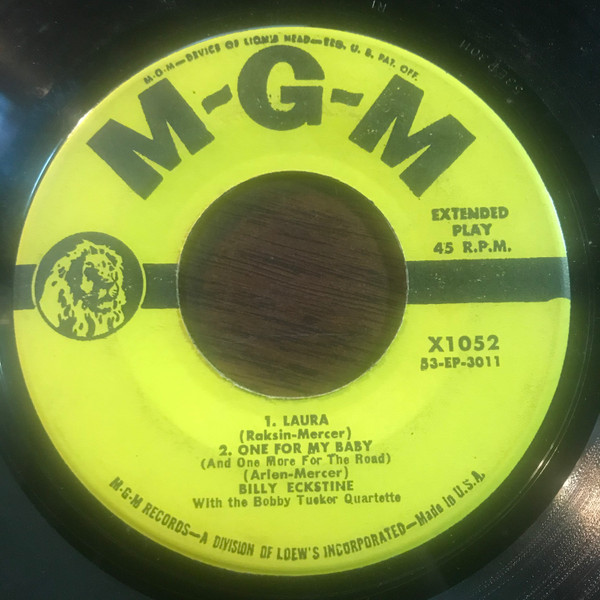 M-G-M—DEVICE OF LION'S HEAD—REG. U. S. PAT. OFF.
M-G-M
EXTENDED
PLAY
45 R.P.M.
X1052
53-EP-3011
1. LAURA
(Raksin-Mercer)
2. ONE FOR MY BABY
(And One More For The Road)
(Arlen-Mercer)
BILLY ECKSTINE
With the Bobby Tucker Quartette
M-G-M RECORDS—A DIVISION OF LOEW'S INCORPORATED—Made in U.S.A.